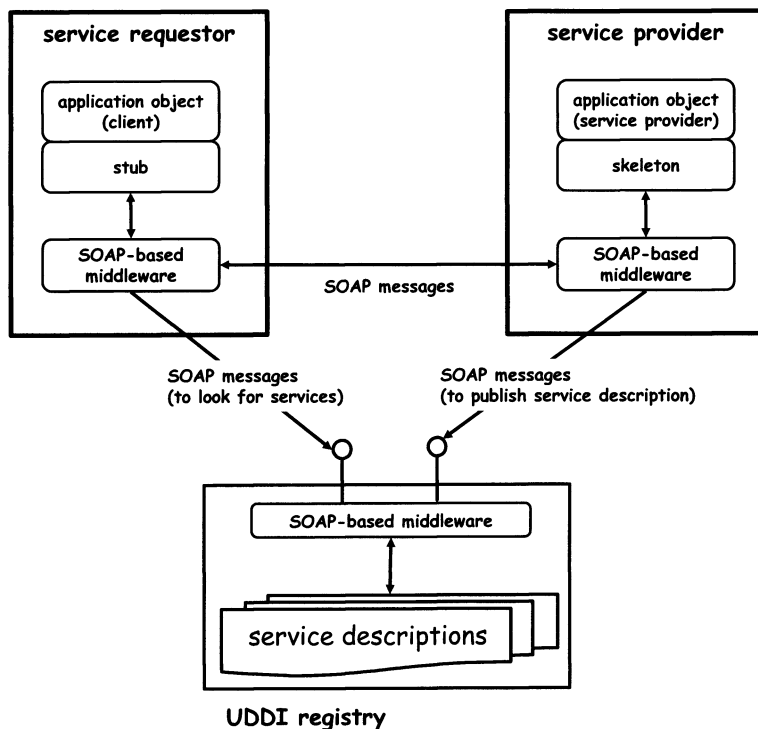 service requestor
application object
(client)
stub
SOAP-based
middleware
service provider
application object
(service provider)
skeleton
SOAP-based
middleware
SOAP messages
SOAP messages
(to look for services)
SOAP messages
(to publish service description)
SOAP-based middleware
service descriptions
UDDI registry